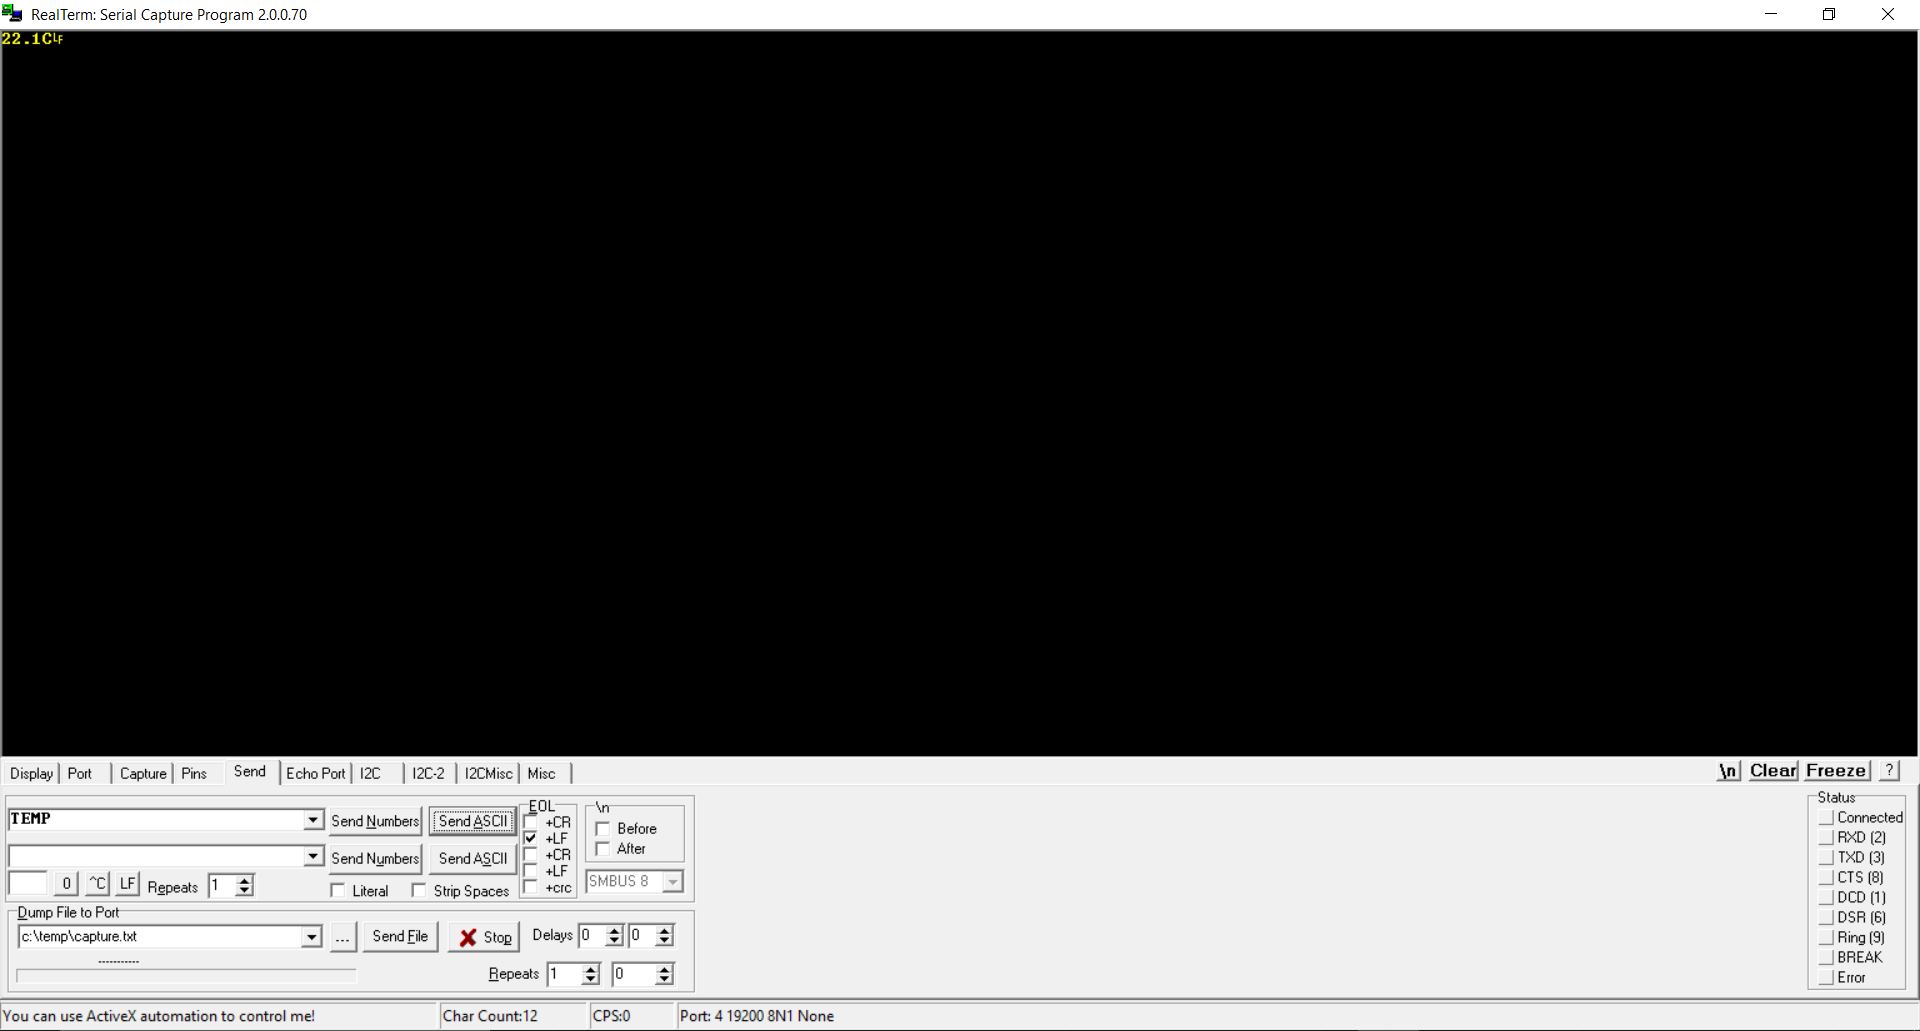 RealTerm: Serial Capture Program 2.0.0.70
22.1C␊
Display Port Capture Pins Send Echo Port I2C I2C-2 I2CMisc Misc \n Clear Freeze ?
TEMP Send Numbers Send ASCII
Send Numbers Send ASCII
0 ^C LF Repeats 1 Literal Strip Spaces
EOL
+CR
+LF
+CR
+LF
+crc
\n
Before
After
SMBUS 8
Dump File to Port
c:\temp\capture.txt ... Send File Stop Delays 0 0
-----------
Repeats 1 0
Status
Connected
RXD (2)
TXD (3)
CTS (8)
DCD (1)
DSR (6)
Ring (9)
BREAK
Error
You can use ActiveX automation to control me! Char Count:12 CPS:0 Port: 4 19200 8N1 None